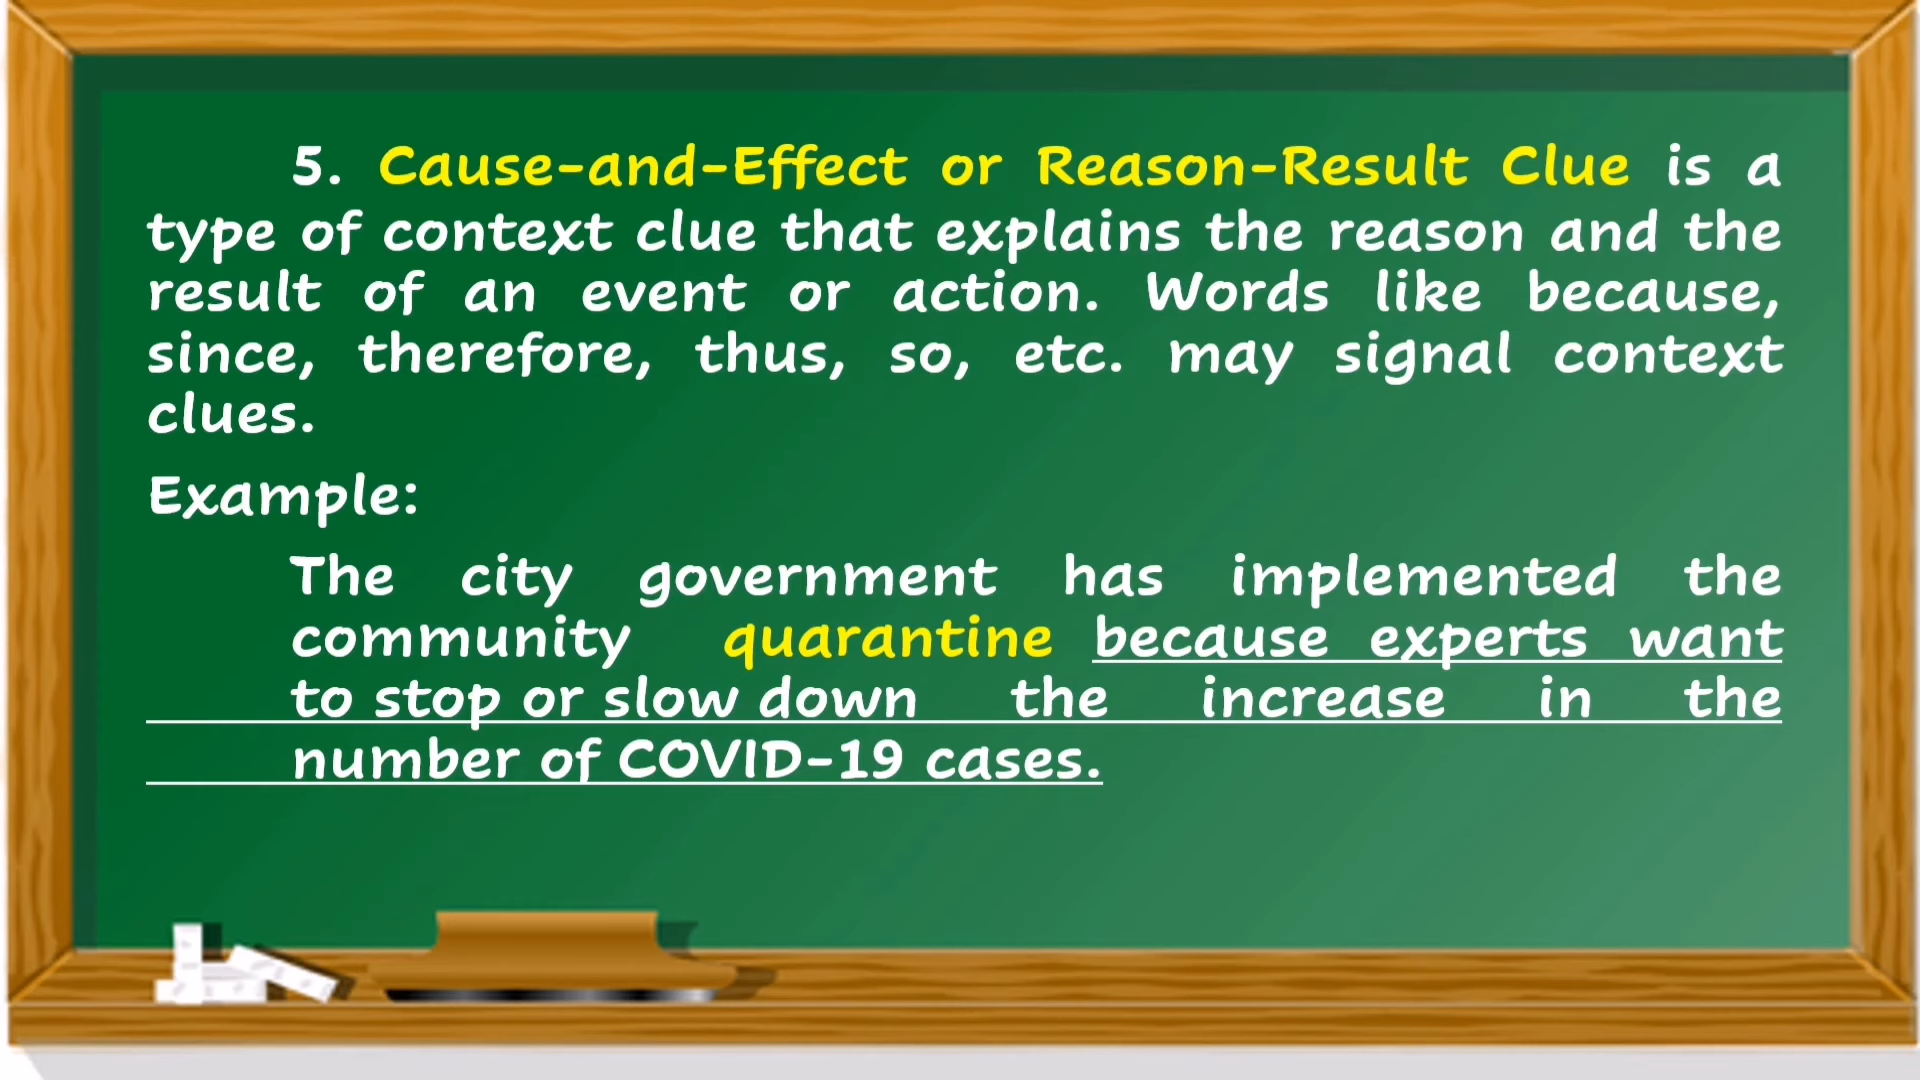 5. Cause-and-Effect or Reason-Result Clue is a
type of context clue that explains the reason and the
result of an event or action. Words like because,
since, therefore, thus, so, etc. may signal context
clues.
Example:
The city government has implemented the
community quarantine because experts want
to stop or slow down the increase in the
number of COVID-19 cases.